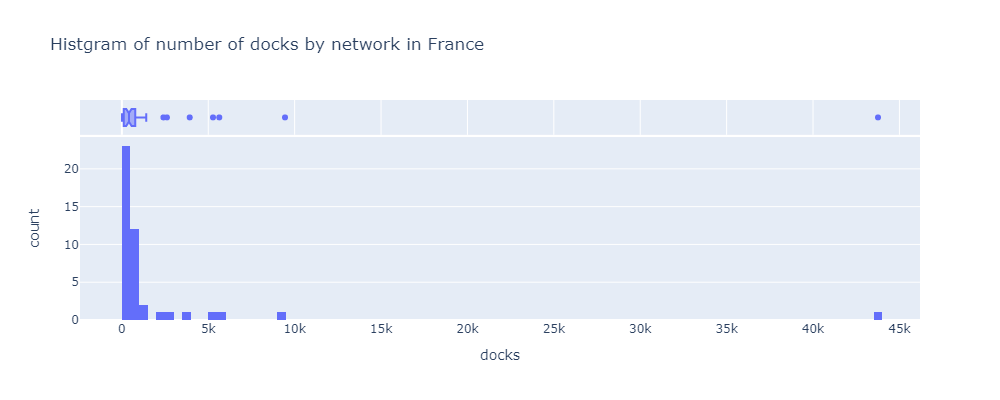 Histgram of number of docks by network in France
20
15
10
5
0
count
0 5k 10k 15k 20k 25k 30k 35k 40k 45k
docks